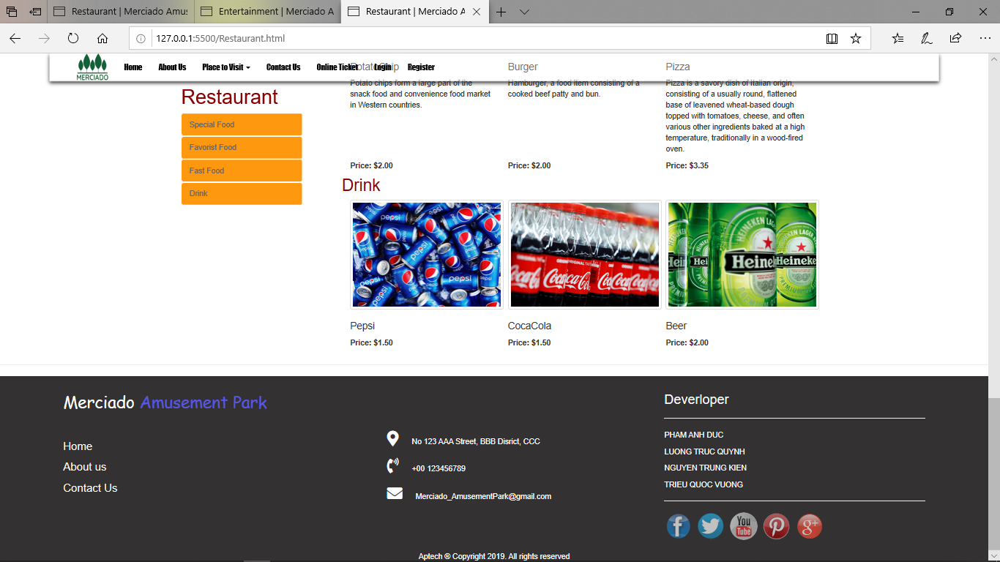 Restaurant | Merciado Amus
Entertainment | Merciado A
Restaurant | Merciado A
127.0.0.1:5500/Restaurant.html
MERCIADO
Home About Us Place to Visit Contact Us Online Ticket Login Register
Potato Chip Burger Pizza
Restaurant
Special Food
Favorist Food
Fast Food
Drink
Potato chips form a large part of the
snack food and convenience food market
in Western countries.
Price: $2.00
Hamburger, a food item consisting of a
cooked beef patty and bun.
Price: $2.00
Pizza is a savory dish of Italian origin,
consisting of a usually round, flattened
base of leavened wheat-based dough
topped with tomatoes, cheese, and often
various other ingredients baked at a high
temperature, traditionally in a wood-fired
oven.
Price: $3.35
Drink
pepsi
Coca-Cola
HEINEKEN LAGER
Heineken
PREMIUM
Pepsi
Price: $1.50
CocaCola
Price: $1.50
Beer
Price: $2.00
Merciado Amusement Park
Home
About us
Contact Us
No 123 AAA Street, BBB Disrict, CCC
+00 123456789
Merciado_AmusementPark@gmail.com
Deverloper
PHAM ANH DUC
LUONG TRUC QUYNH
NGUYEN TRUNG KIEN
TRIEU QUOC VUONG
You
Tube
g+
Aptech ® Copyright 2019. All rights reserved